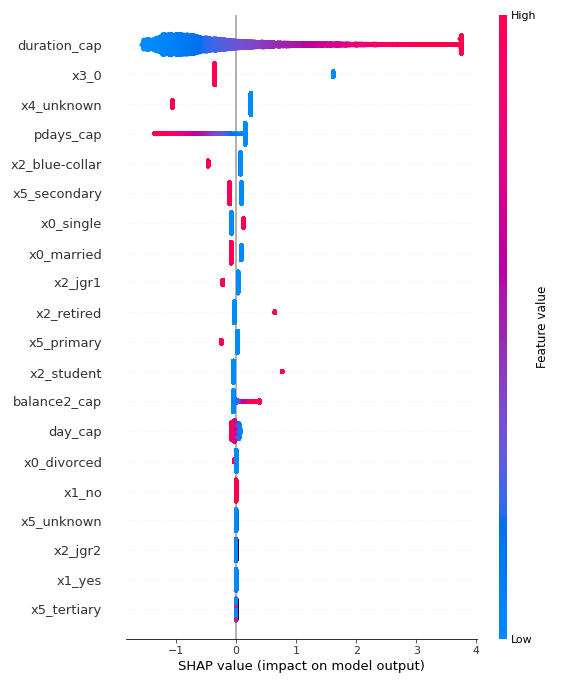 High
duration_cap
x3_0
x4_unknown
pdays_cap
x2_blue-collar
x5_secondary
x0_single
x0_married
x2_jgr1
x2_retired
x5_primary
x2_student
balance2_cap
day_cap
x0_divorced
x1_no
x5_unknown
x2_jgr2
x1_yes
x5_tertiary
Feature value
Low
−1 0 1 2 3 4
SHAP value (impact on model output)